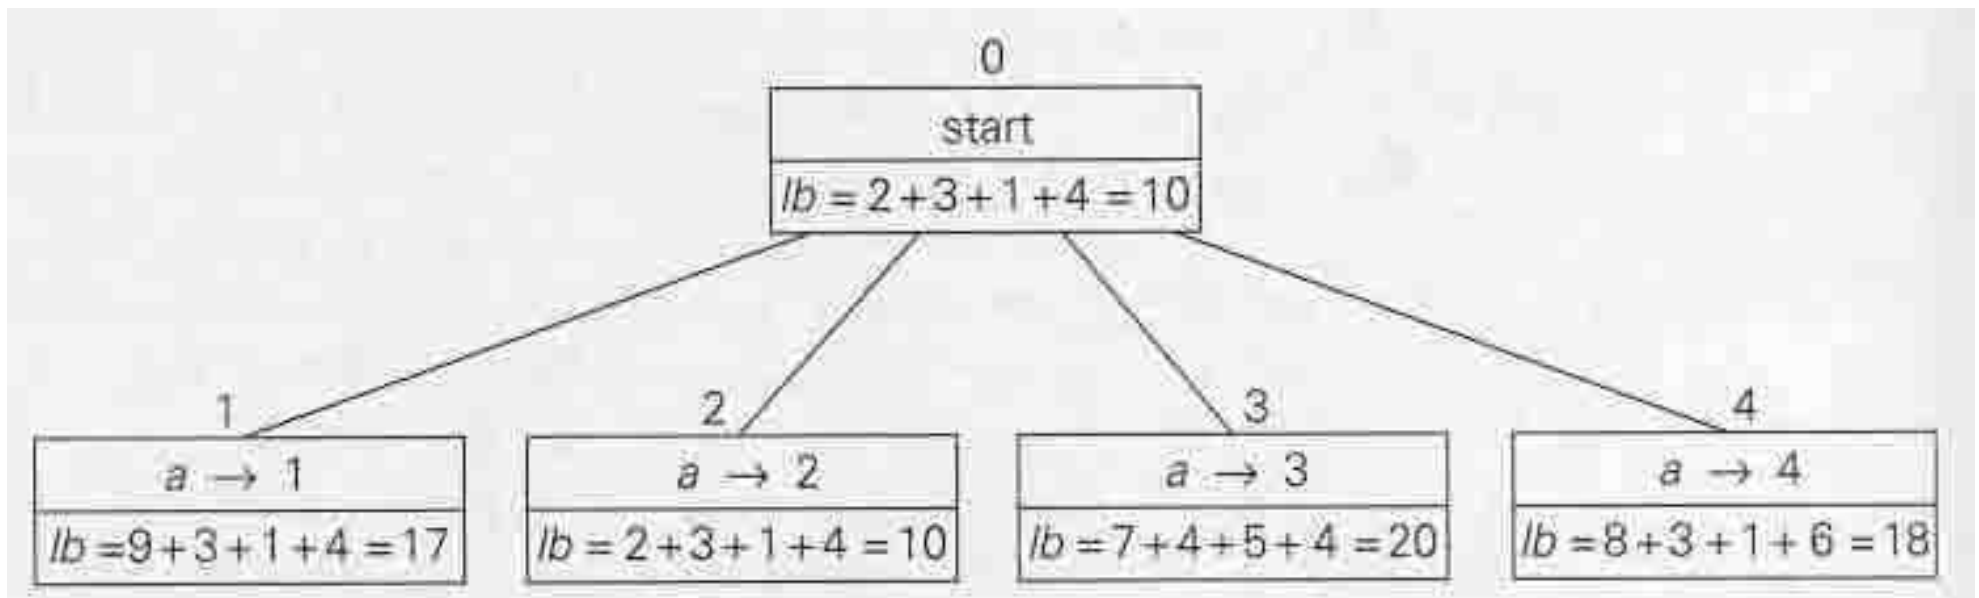 0
start
lb = 2+3+1+4 = 10
1
2
3
4
a → 1
a → 2
a → 3
a → 4
lb =9+3+1+4 =17
lb = 2+3+1+4 = 10
lb =7+4+5+4 =20
lb =8+3+1+6 =18